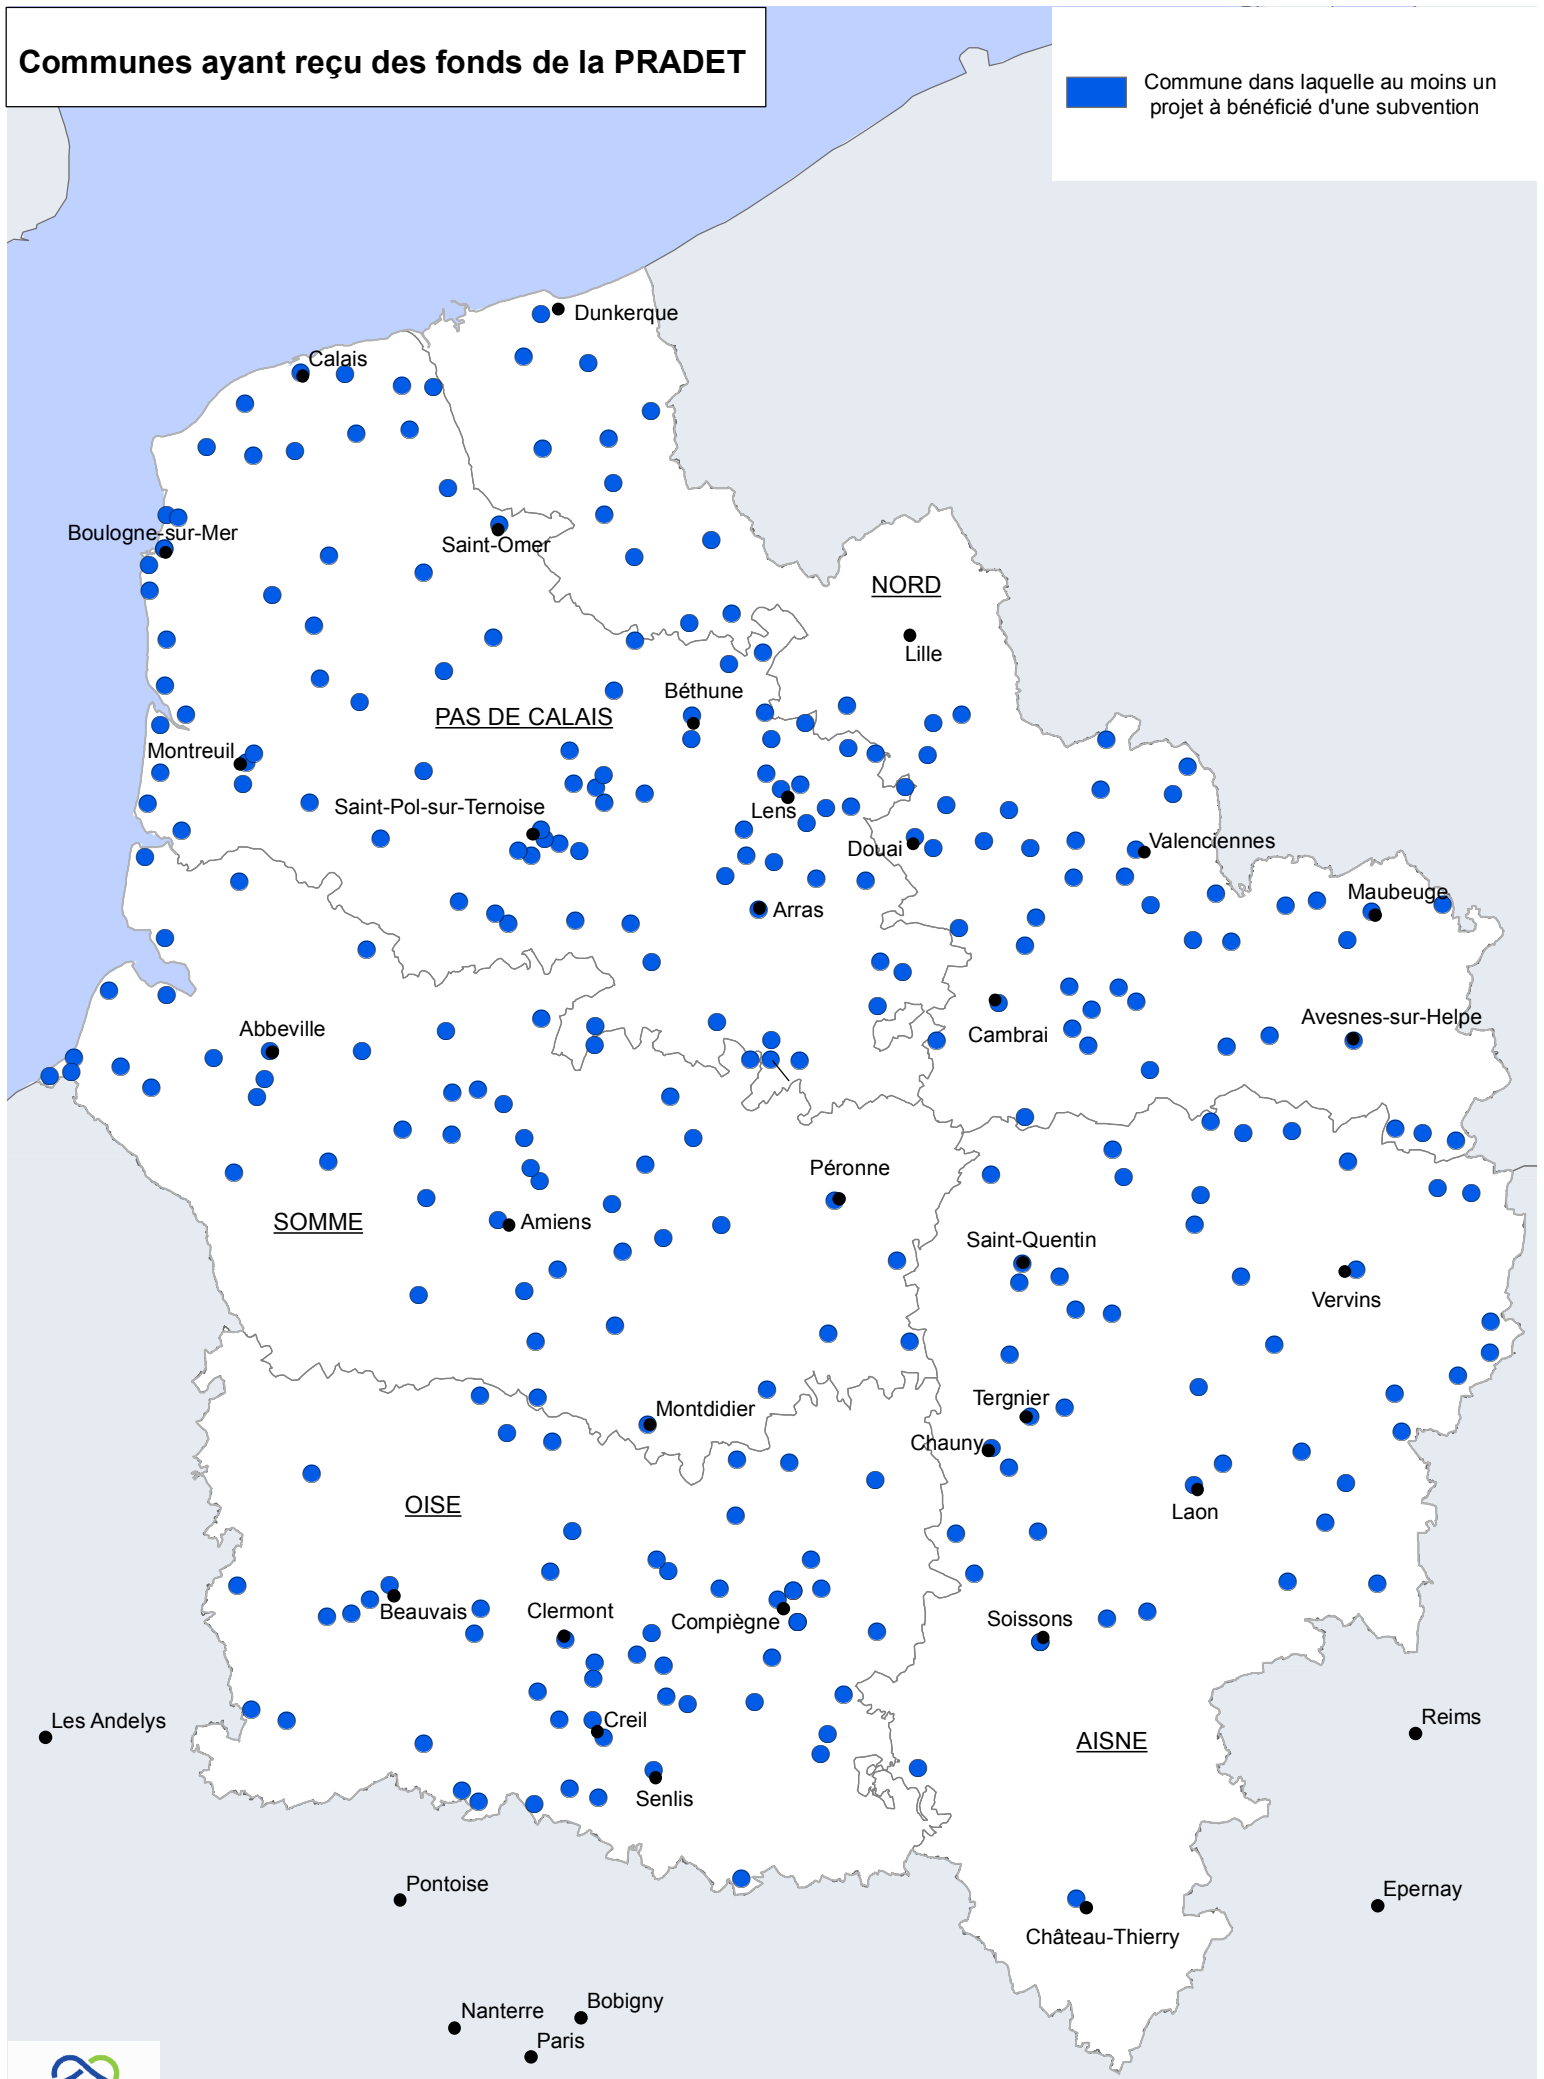 Communes ayant reçu des fonds de la PRADET
Commune dans laquelle au moins un
projet à bénéficié d'une subvention
Dunkerque
Calais
Boulogne-sur-Mer
Saint-Omer
NORD
Lille
Béthune
PAS DE CALAIS
Montreuil
Saint-Pol-sur-Ternoise
Lens
Douai
Valenciennes
Maubeuge
Arras
Abbeville
Cambrai
Avesnes-sur-Helpe
Péronne
SOMME
Amiens
Saint-Quentin
Vervins
Tergnier
Montdidier
Chauny
OISE
Laon
Beauvais
Clermont
Compiègne
Soissons
Les Andelys
Creil
Reims
AISNE
Senlis
Pontoise
Epernay
Château-Thierry
Nanterre
Bobigny
Paris